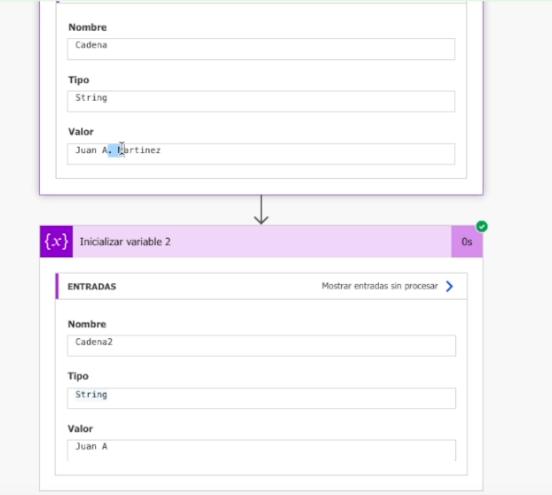 Nombre
Cadena
Tipo
String
Valor
Juan A. Martinez
{x} Inicializar variable 2 0s
ENTRADAS Mostrar entradas sin procesar
Nombre
Cadena2
Tipo
String
Valor
Juan A